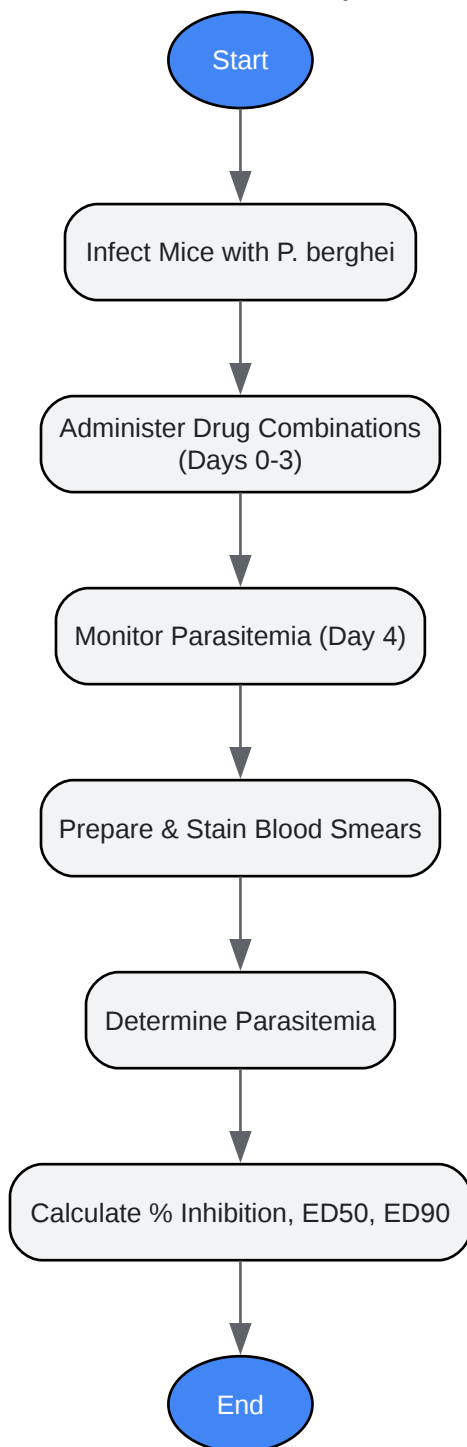 Start
Infect Mice with P. berghei
Administer Drug Combinations
(Days 0-3)
Monitor Parasitemia (Day 4)
Prepare & Stain Blood Smears
Determine Parasitemia
Calculate % Inhibition, ED50, ED90
End